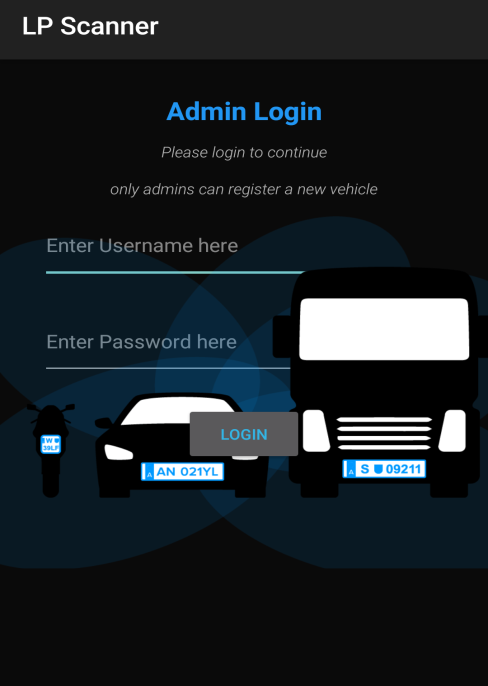 LP Scanner
Admin Login
Please login to continue
only admins can register a new vehicle
Enter Username here
Enter Password here
LOGIN
W
39LF
A AN 021YL
A S 09211